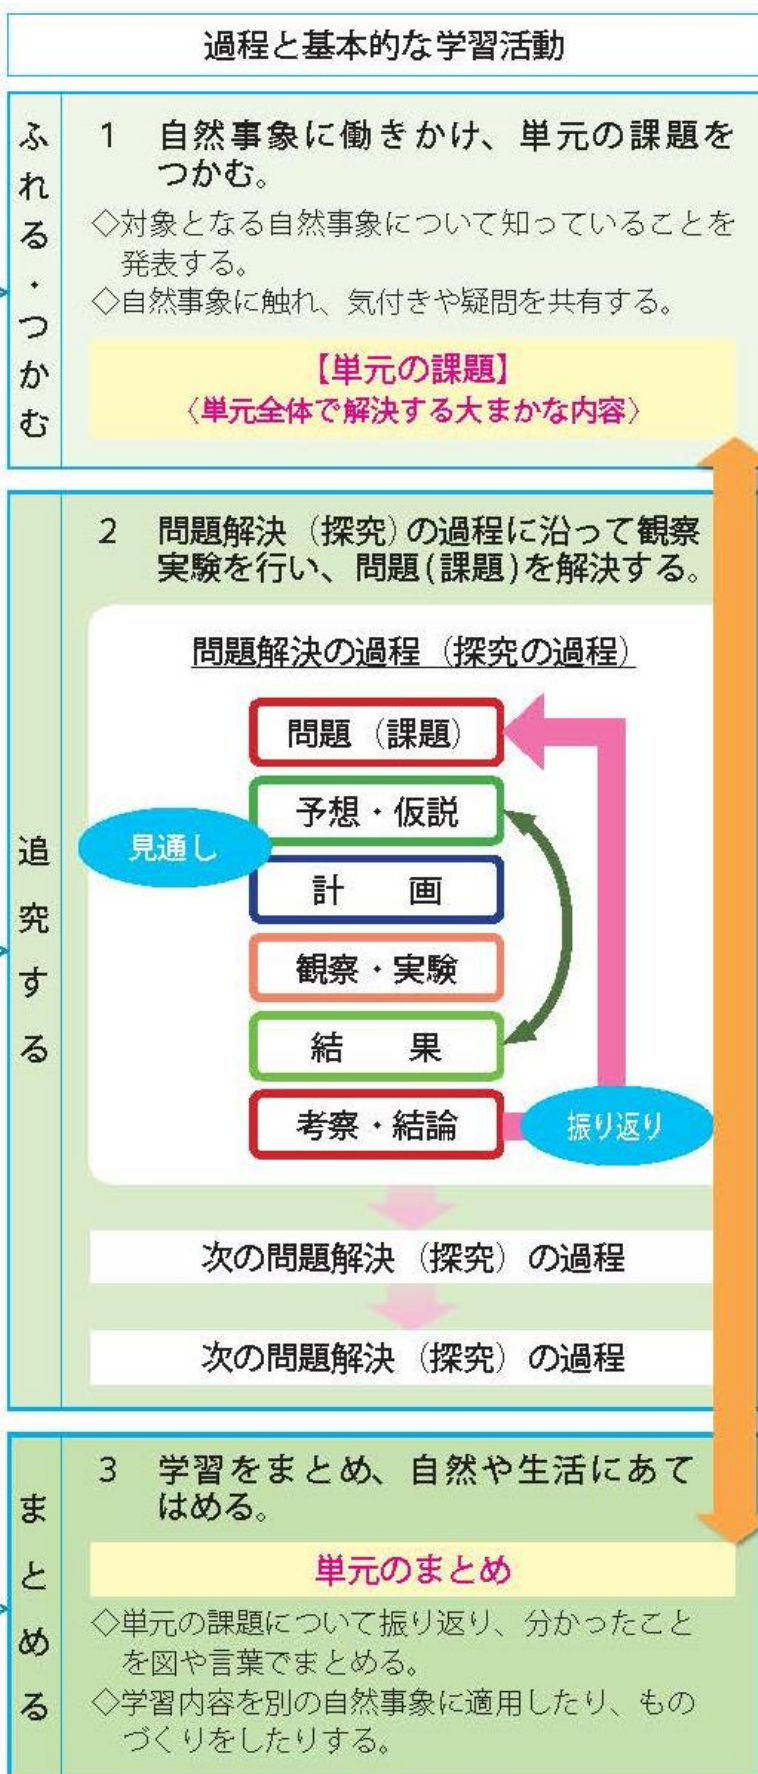 過程と基本的な学習活動
ふれる・つかむ
1 自然事象に働きかけ、単元の課題を
つかむ。
◇対象となる自然事象について知っていることを
発表する。
◇自然事象に触れ、気付きや疑問を共有する。
【単元の課題】
〈単元全体で解決する大まかな内容〉
追究する
2 問題解決（探究）の過程に沿って観察
実験を行い、問題(課題)を解決する。
問題解決の過程（探究の過程）
問題（課題）
予想・仮説
見通し
計 画
観察・実験
結 果
考察・結論
振り返り
次の問題解決（探究）の過程
次の問題解決（探究）の過程
まとめる
3 学習をまとめ、自然や生活にあて
はめる。
単元のまとめ
◇単元の課題について振り返り、分かったこと
を図や言葉でまとめる。
◇学習内容を別の自然事象に適用したり、もの
づくりをしたりする。